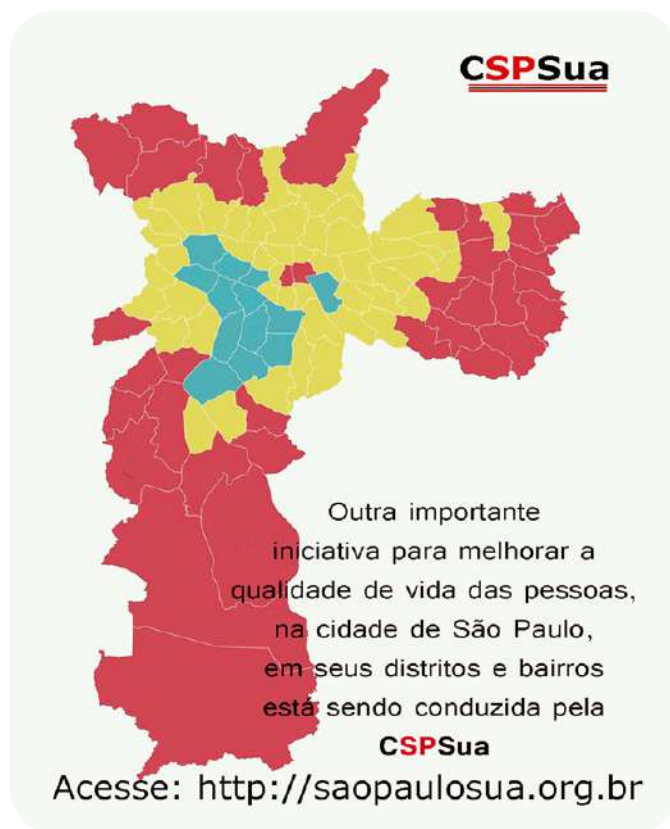 CSPSua
Outra importante
iniciativa para melhorar a
qualidade de vida das pessoas,
na cidade de São Paulo,
em seus distritos e bairros
está sendo conduzida pela
CSPSua
Acesse: http://saopaulosua.org.br